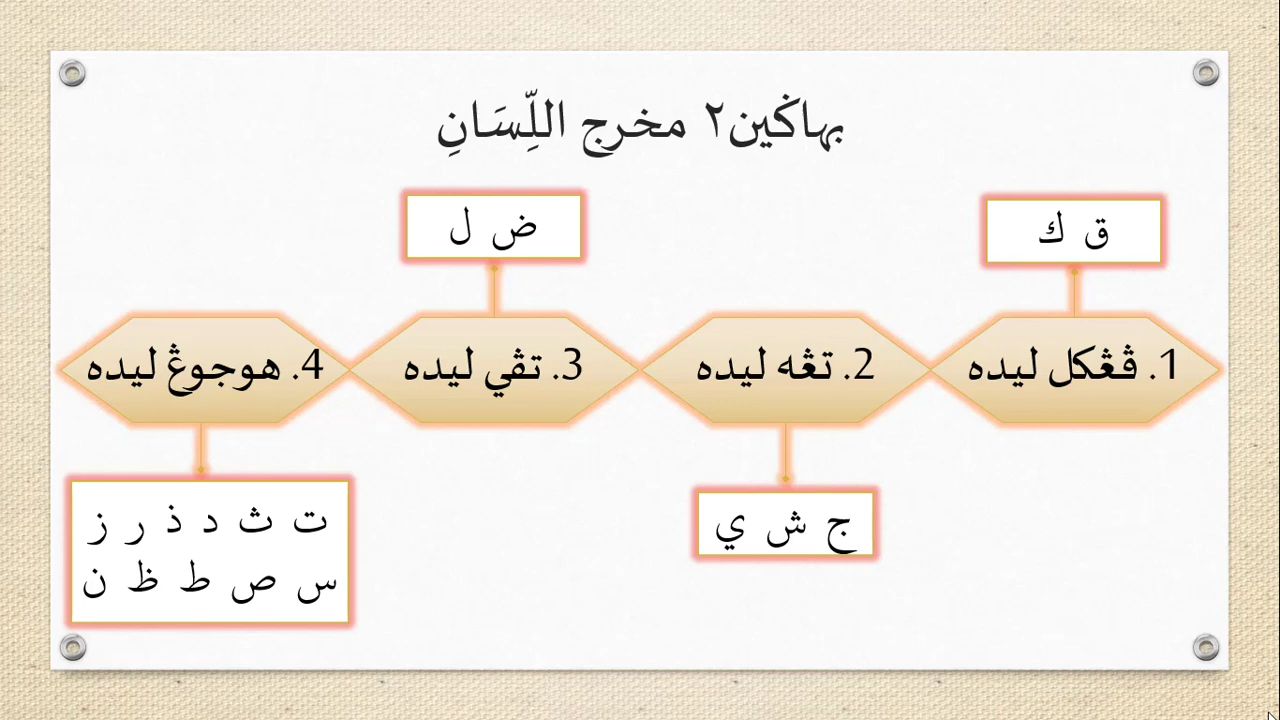 بهاݢين٢ مخرج اللِّسَانِ
ق ك
ض ل
1. ڤڠكل ليده
2. تڠه ليده
3. تڤي ليده
4. هوجوڠ ليده
ج ش ي
ت ث د ذ ر ز
س ص ط ظ ن